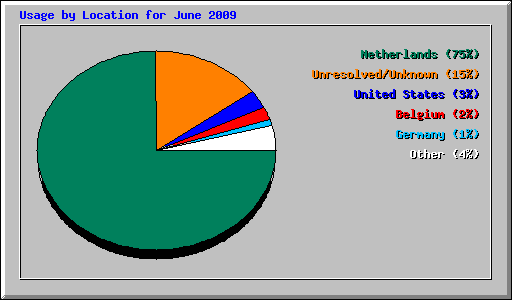 Usage by Location for June 2009
Netherlands (75%)
Unresolved/Unknown (15%)
United States (3%)
Belgium (2%)
Germany (1%)
Other (4%)